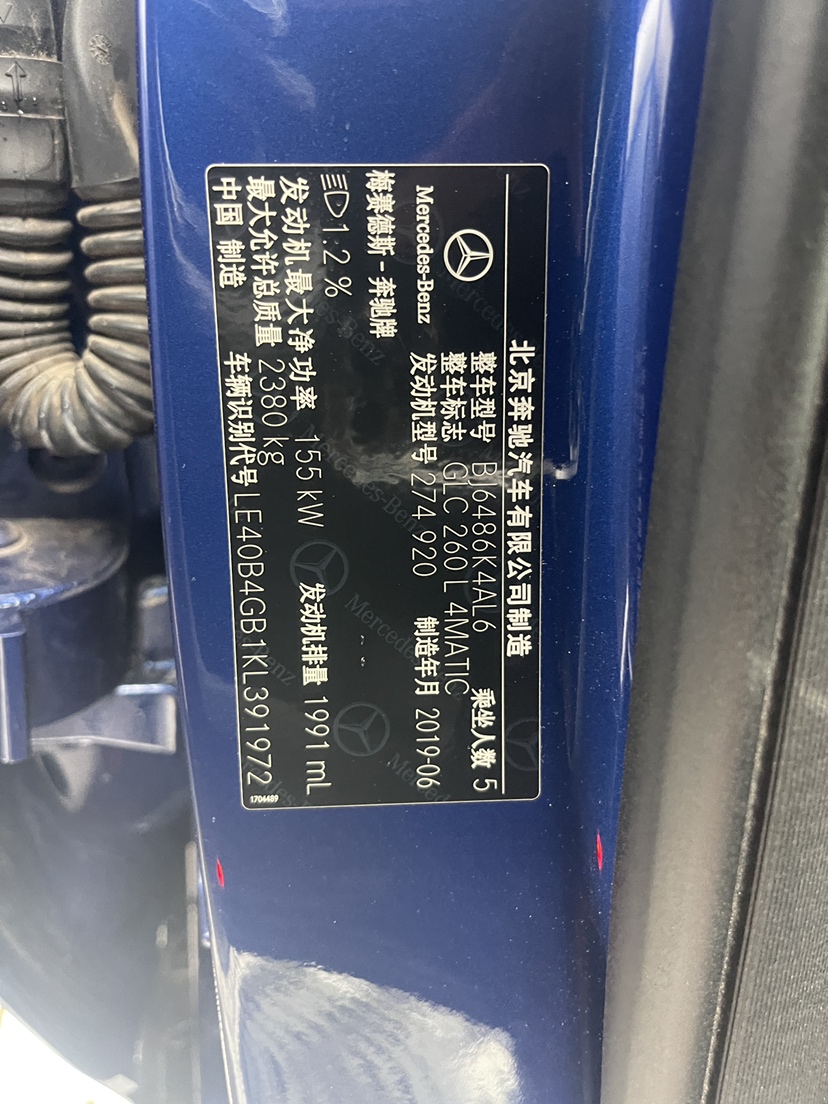 北京奔驰汽车有限公司制造
Mercedes-Benz
整车型号 BJ6486K4AL6 乘坐人数 5
整车标志 GLC 260 L 4MATIC
发动机型号 274 920 制造年月 2019-06
梅赛德斯-奔驰牌
1.2 %
发动机最大净功率 155 kW 发动机排量 1991 mL
最大允许总质量 2380 kg
中国 制造 车辆识别代号 LE40B4GB1KL391972
1704489